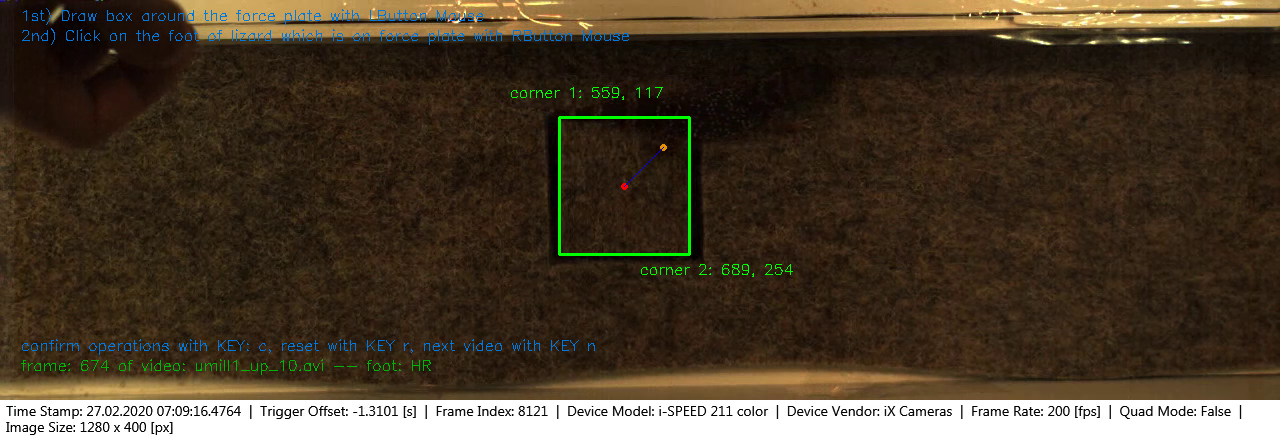 1st) Draw box around the force plate with LButton Mouse
2nd) Click on the foot of lizard which is on force plate with RButton Mouse
corner 1: 559, 117
corner 2: 689, 254
confirm operations with KEY: c, reset with KEY r, next video with KEY n
frame: 674 of video: umill1_up_10.avi -- foot: HR
Time Stamp: 27.02.2020 07:09:16.4764 | Trigger Offset: -1.3101 [s] | Frame Index: 8121 | Device Model: i-SPEED 211 color | Device Vendor: iX Cameras | Frame Rate: 200 [fps] | Quad Mode: False |
Image Size: 1280 x 400 [px]